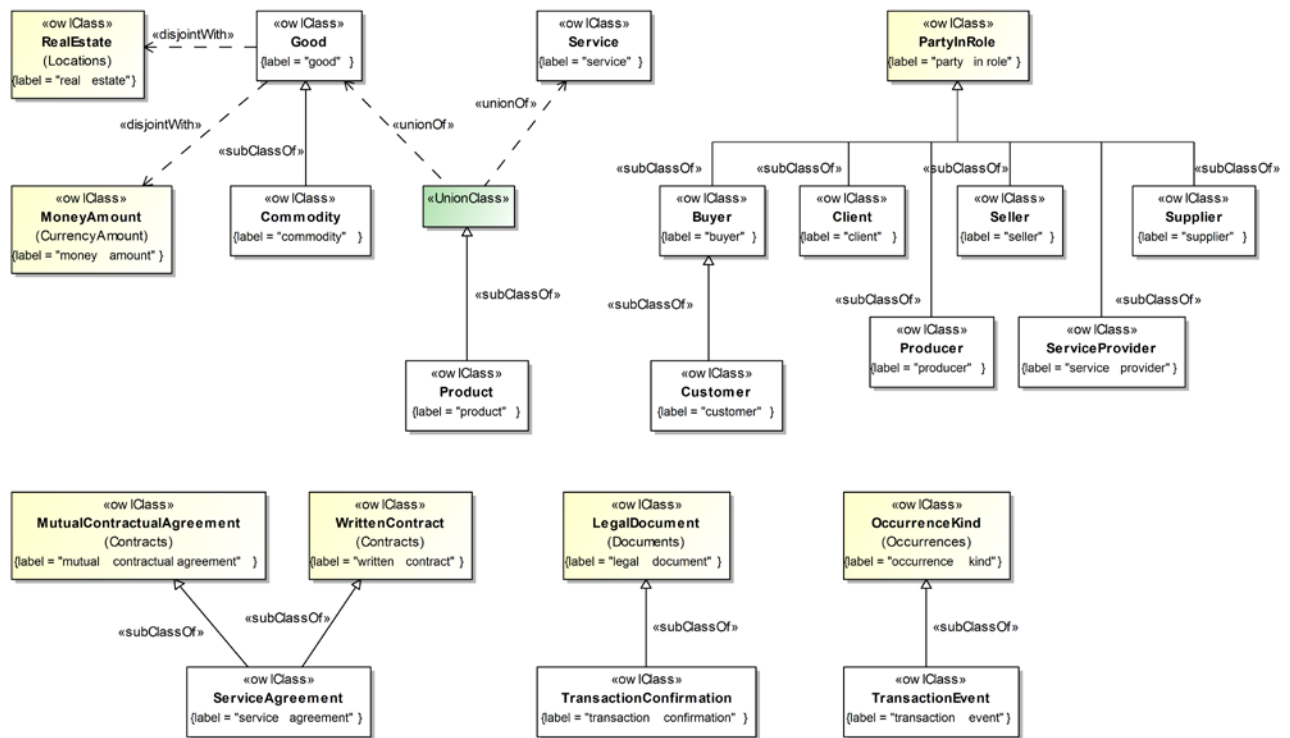 «owlClass»
RealEstate
(Locations)
{label = "real estate"}
«disjointWith»
«owlClass»
Good
{label = "good" }
«owlClass»
Service
{label = "service"}
«owlClass»
PartyInRole
{label = "party in role"}
«disjointWith»
«unionOf»
«unionOf»
«subClassOf»
«owlClass»
MoneyAmount
(CurrencyAmount)
{label = "money amount"}
«owlClass»
Commodity
{label = "commodity" }
«UnionClass»
«subClassOf»
«subClassOf»
«subClassOf»
«subClassOf»
«owlClass»
Buyer
{label = "buyer" }
«owlClass»
Client
{label = "client" }
«owlClass»
Seller
{label = "seller" }
«owlClass»
Supplier
{label = "supplier" }
«subClassOf»
«subClassOf»
«subClassOf»
«subClassOf»
«owlClass»
Product
{label = "product" }
«owlClass»
Customer
{label = "customer" }
«owlClass»
Producer
{label = "producer" }
«owlClass»
ServiceProvider
{label = "service provider" }
«owlClass»
MutualContractualAgreement
(Contracts)
{label = "mutual contractual agreement" }
«owlClass»
WrittenContract
(Contracts)
{label = "written contract" }
«owlClass»
LegalDocument
(Documents)
{label = "legal document" }
«owlClass»
OccurrenceKind
(Occurrences)
{label = "occurrence kind"}
«subClassOf»
«subClassOf»
«subClassOf»
«subClassOf»
«owlClass»
ServiceAgreement
{label = "service agreement" }
«owlClass»
TransactionConfirmation
{label = "transaction confirmation" }
«owlClass»
TransactionEvent
{label = "transaction event" }